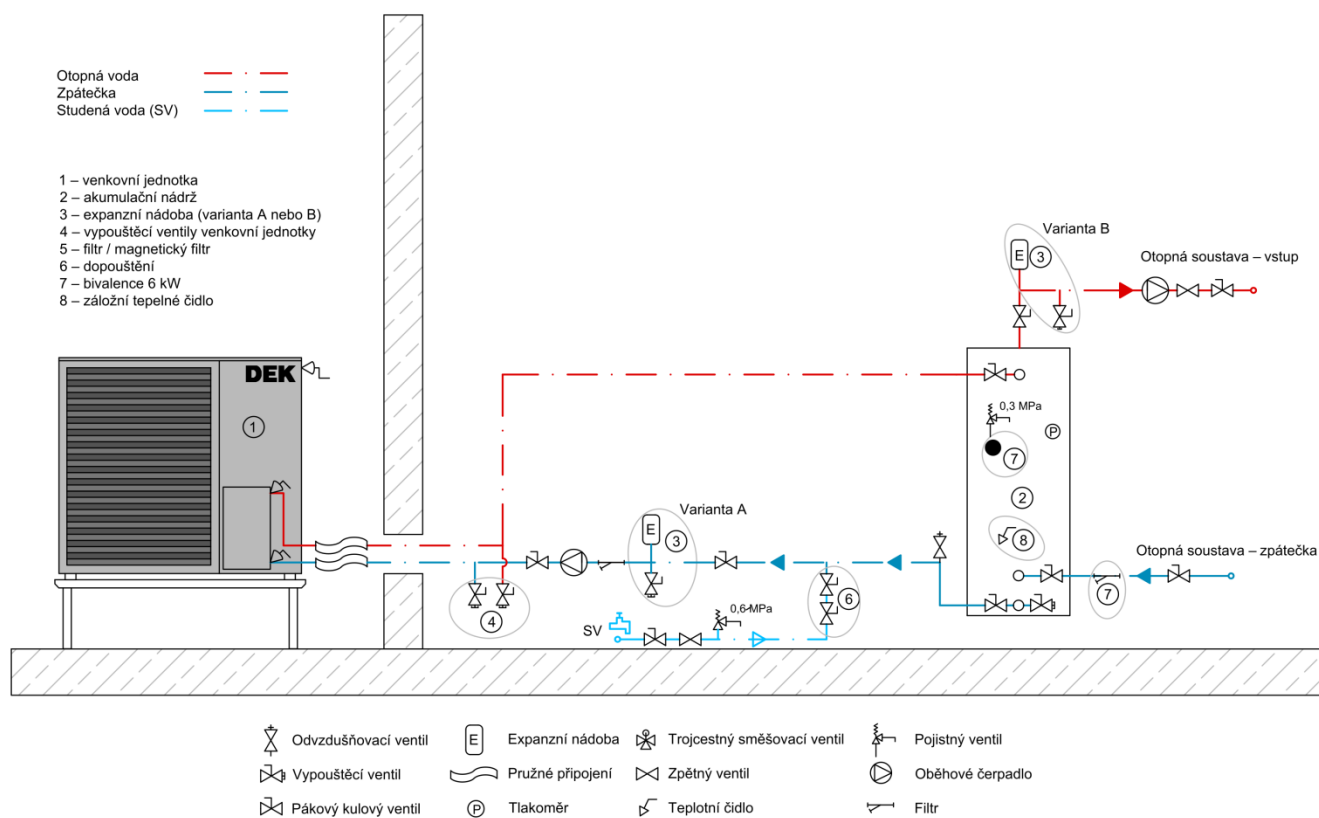 Otopná voda
Zpátečka
Studená voda (SV)
1 – venkovní jednotka
2 – akumulační nádrž
3 – expanzní nádoba (varianta A nebo B)
4 – vypouštěcí ventily venkovní jednotky
5 – filtr / magnetický filtr
6 – dopouštění
7 – bivalence 6 kW
8 – záložní tepelné čidlo
Varianta B
E
3
Otopná soustava – vstup
DEK
1
0,3 MPa
P
7
2
Varianta A
E
3
8
Otopná soustava – zpátečka
7
6
4
0,6 MPa
SV
Odvzdušňovací ventil
E
Expanzní nádoba
Trojcestný směšovací ventil
Pojistný ventil
Vypouštěcí ventil
Pružné připojení
Zpětný ventil
Oběhové čerpadlo
Pákový kulový ventil
P
Tlakoměr
Teplotní čidlo
Filtr